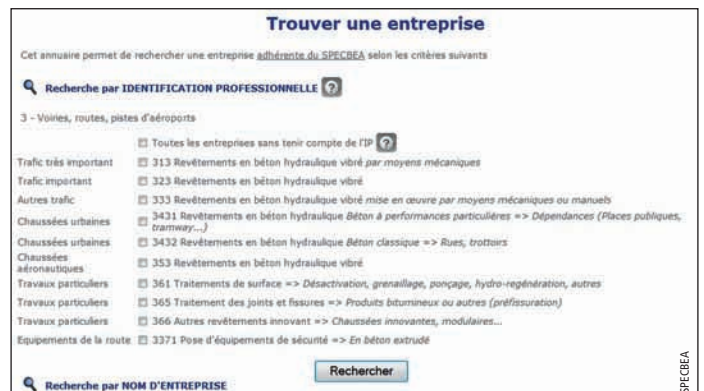 Trouver une entreprise
Cet annuaire permet de rechercher une entreprise adhérente du SPECBEA selon les critères suivants
Recherche par IDENTIFICATION PROFESSIONNELLE ?
3 - Voiries, routes, pistes d'aéroports
Toutes les entreprises sans tenir compte de l'IP ?
Trafic très important 313 Revêtements en béton hydraulique vibré par moyens mécaniques
Trafic important 323 Revêtements en béton hydraulique vibré
Autres trafic 333 Revêtements en béton hydraulique vibré mise en œuvre par moyens mécaniques ou manuels
Chaussées urbaines 3431 Revêtements en béton hydraulique Béton à performances particulières => Dépendances (Places publiques,
tramway...)
Chaussées urbaines 3432 Revêtements en béton hydraulique Béton classique => Rues, trottoirs
Chaussées
aéronautiques 353 Revêtements en béton hydraulique vibré
Travaux particuliers 361 Traitements de surface => Désactivation, grenaillage, ponçage, hydro-regénération, autres
Travaux particuliers 365 Traitement des joints et fissures => Produits bitumineux ou autres (préfissuration)
Travaux particuliers 366 Autres revêtements innovant => Chaussées innovantes, modulaires...
Equipements de la route 3371 Pose d'équipements de sécurité => En béton extrudé
Rechercher
Recherche par NOM D'ENTREPRISE
SPECBEA